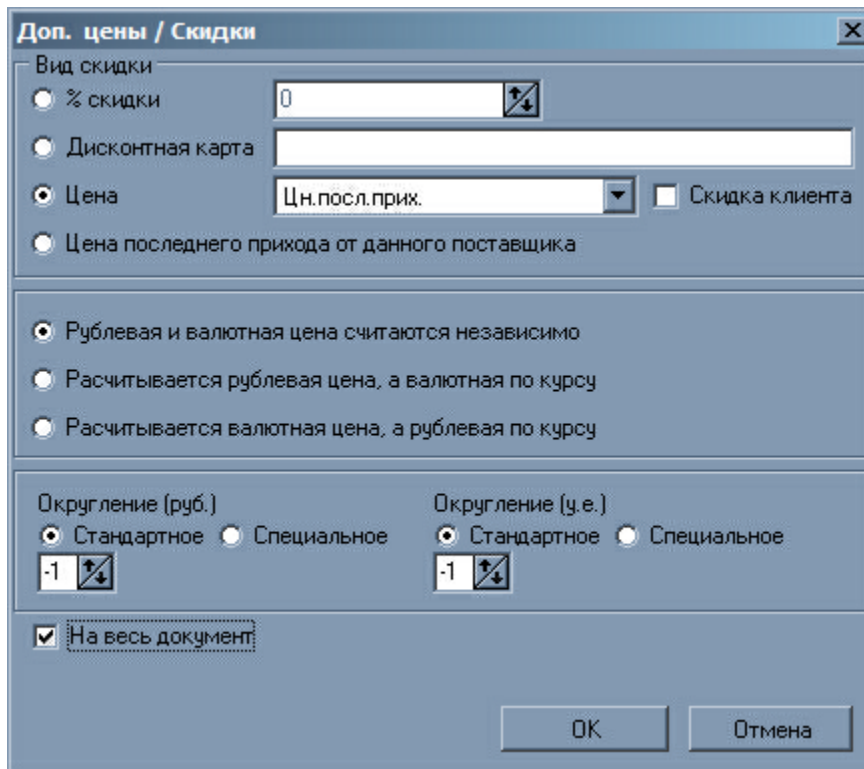 Доп. цены / Скидки
Вид скидки
% скидки 0
Дисконтная карта
Цена Цн.посл.прих. Скидка клиента
Цена последнего прихода от данного поставщика
Рублевая и валютная цена считаются независимо
Расчитывается рублевая цена, а валютная по курсу
Расчитывается валютная цена, а рублевая по курсу
Округление (руб.) Округление (у.е.)
Стандартное Специальное Стандартное Специальное
-1 -1
На весь документ
OK Отмена